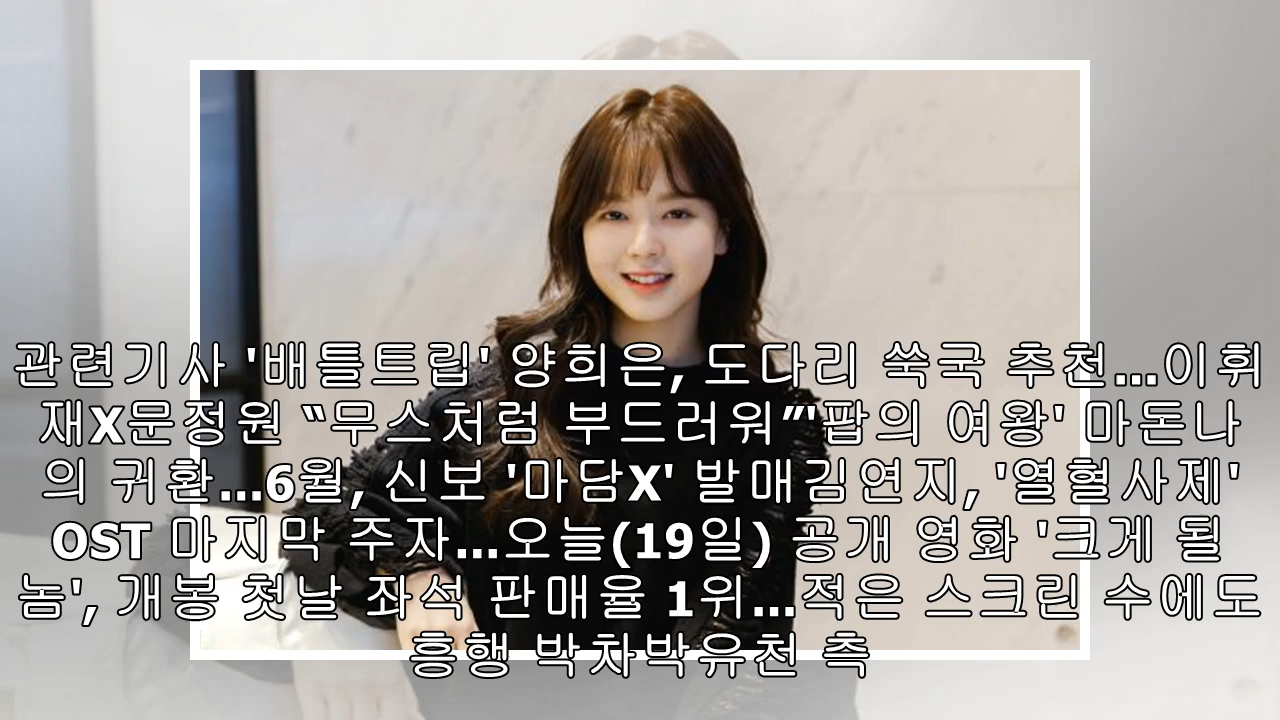 관련기사 '배틀트립' 양희은, 도다리 쑥국 추천...이휘
재X문정원 “무스처럼 부드러워”'팝의 여왕' 마돈나
의 귀환...6월, 신보 '마담X' 발매김연지, '열혈사제'
OST 마지막 주자...오늘(19일) 공개 영화 '크게 될
놈', 개봉 첫날 좌석 판매율 1위...적은 스크린 수에도
흥행 박차박유천 측